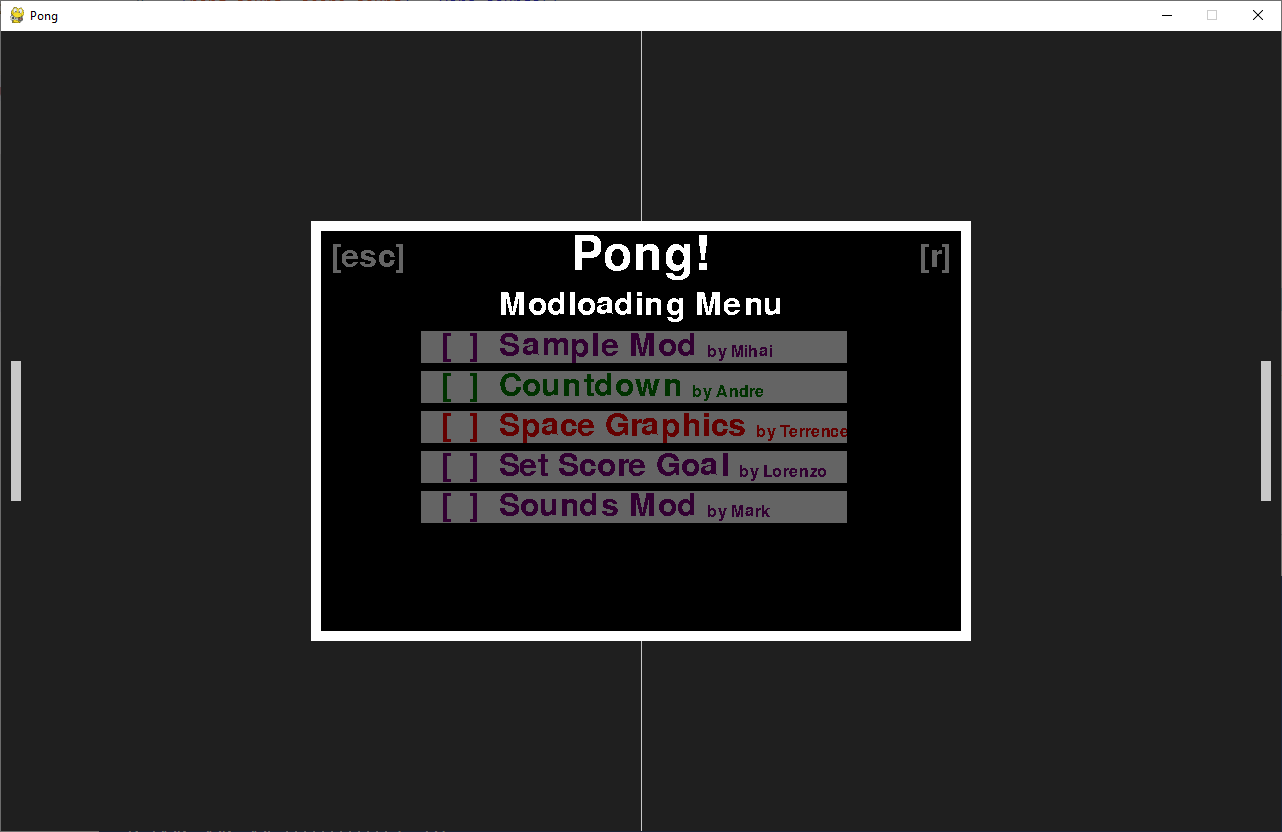 Pong
[esc] Pong! [r]
Modloading Menu
[ ] Sample Mod by Mihai
[ ] Countdown by Andre
[ ] Space Graphics by Terrence
[ ] Set Score Goal by Lorenzo
[ ] Sounds Mod by Mark